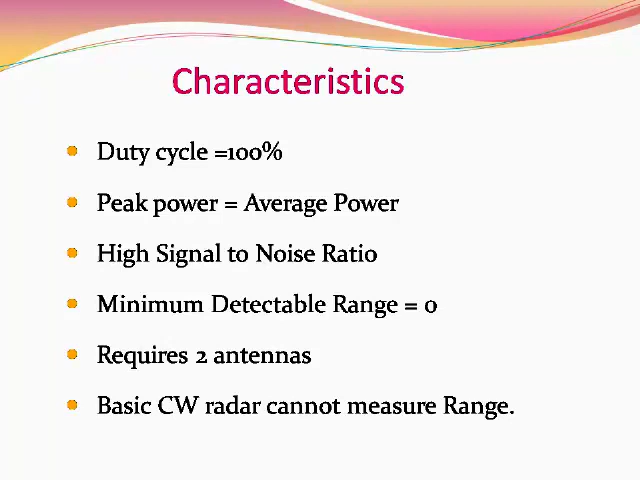 Characteristics
Duty cycle =100%
Peak power = Average Power
High Signal to Noise Ratio
Minimum Detectable Range = 0
Requires 2 antennas
Basic CW radar cannot measure Range.